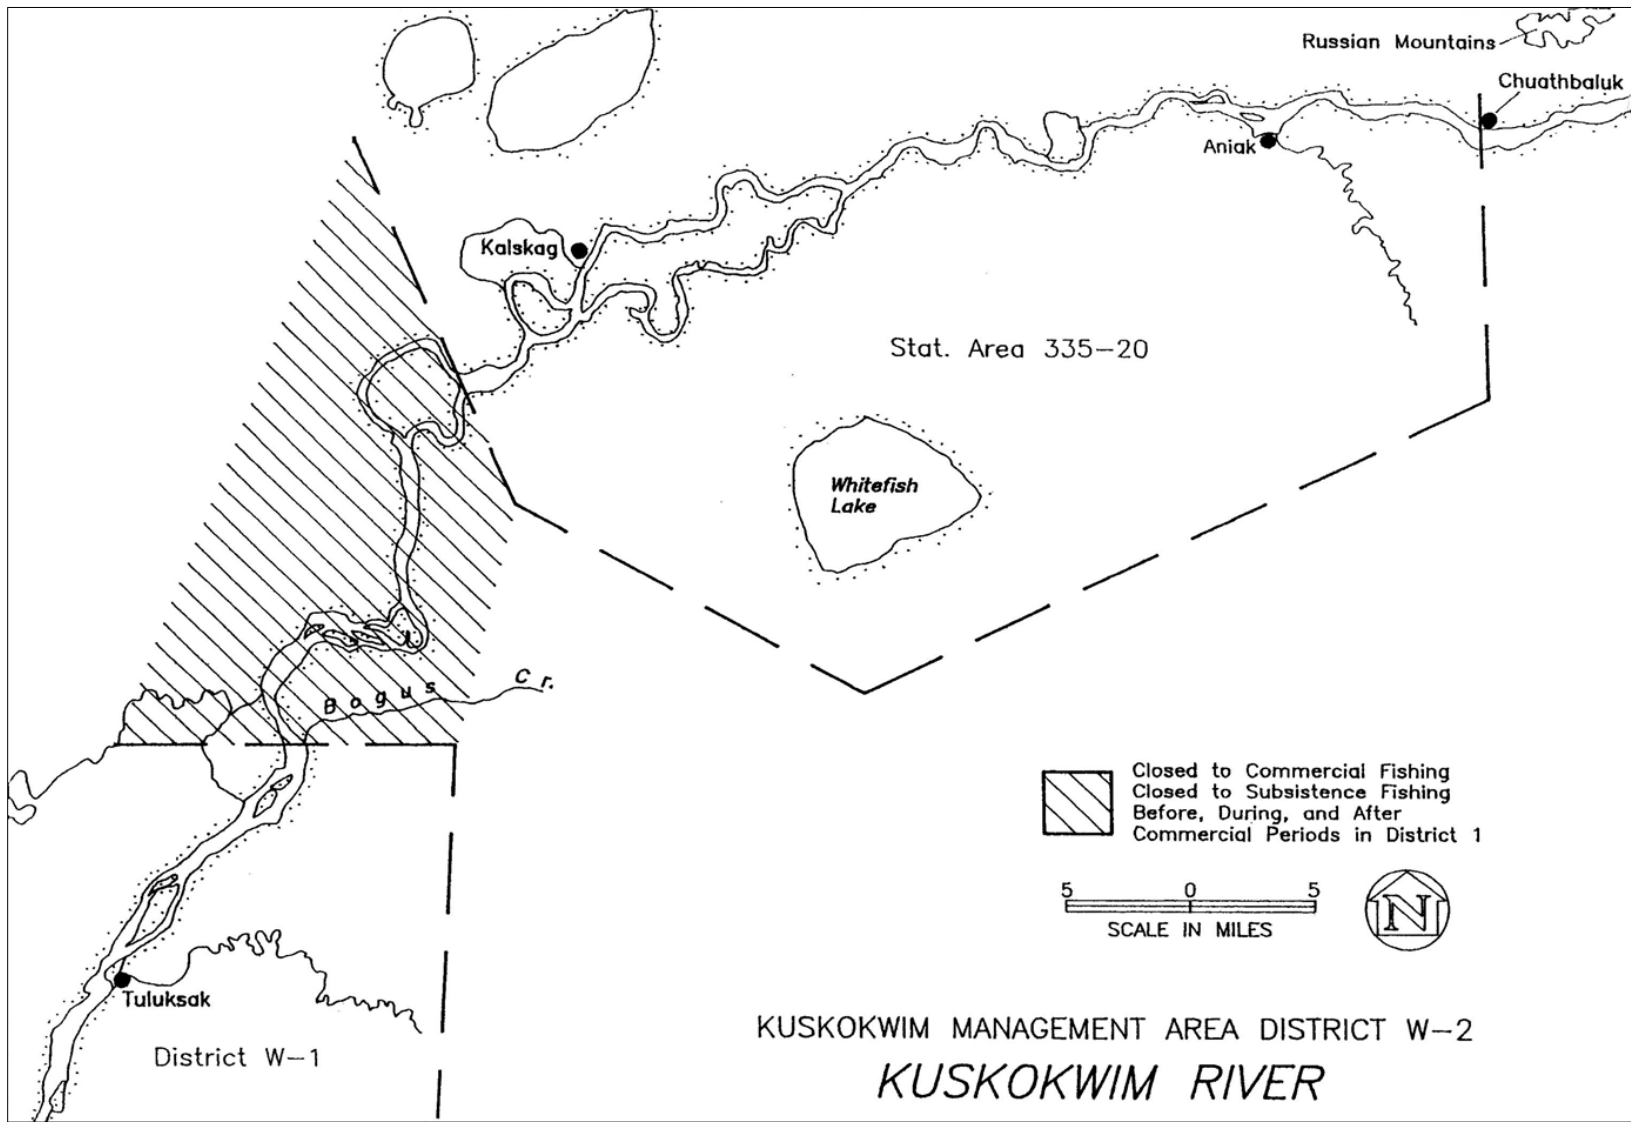 Russian Mountains
Chuathbaluk
Aniak
Kalskag
Stat. Area 335-20
Whitefish
Lake
Bogus Cr.
Closed to Commercial Fishing
Closed to Subsistence Fishing
Before, During, and After
Commercial Periods in District 1
5 0 5
SCALE IN MILES
N
Tuluksak
District W-1
KUSKOKWIM MANAGEMENT AREA DISTRICT W-2
KUSKOKWIM RIVER